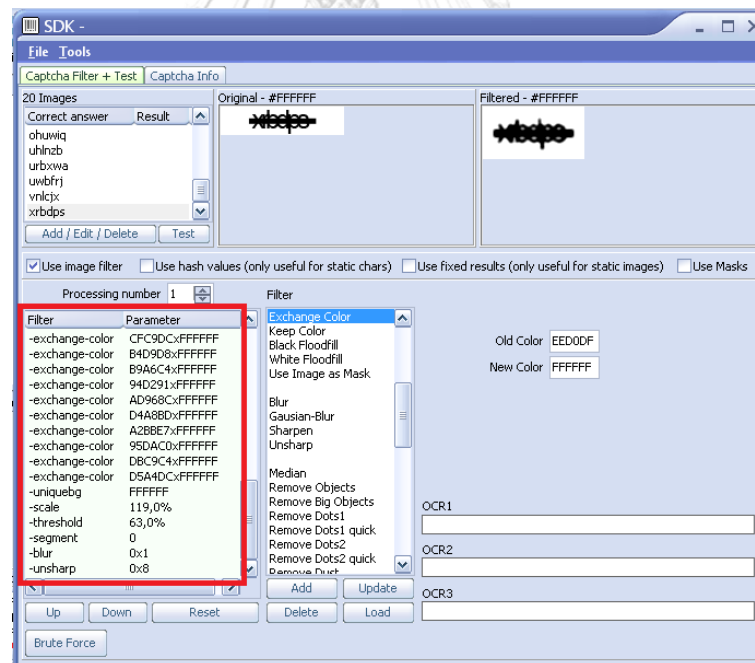 SDK -
File Tools
Captcha Filter + Test Captcha Info
20 Images
Correct answer Result
ohuwiq
uhlnzb
urbxwa
uwbfrj
vnlcjx
xrbdps
Add / Edit / Delete Test
Original - #FFFFFF
xrbdps
Filtered - #FFFFFF
xrbdps
Use image filter Use hash values (only useful for static chars) Use fixed results (only useful for static images) Use Masks
Processing number 1
Filter Parameter
-exchange-color CFC9DCxFFFFFF
-exchange-color B4D9D8xFFFFFF
-exchange-color B9A6C4xFFFFFF
-exchange-color 94D291xFFFFFF
-exchange-color AD968CxFFFFFF
-exchange-color D4A8BDxFFFFFF
-exchange-color A2BBE7xFFFFFF
-exchange-color 95DAC0xFFFFFF
-exchange-color DBC9C4xFFFFFF
-exchange-color D5A4DCxFFFFFF
-uniquebg FFFFFF
-scale 119,0%
-threshold 63,0%
-segment 0
-blur 0x1
-unsharp 0x8
Up Down Reset
Brute Force
Filter
Exchange Color
Keep Color
Black Floodfill
White Floodfill
Use Image as Mask
Blur
Gausian-Blur
Sharpen
Unsharp
Median
Remove Objects
Remove Big Objects
Remove Dots1
Remove Dots1 quick
Remove Dots2
Remove Dots2 quick
Remove Dust
Add Update
Delete Load
Old Color EED0DF
New Color FFFFFF
OCR1
OCR2
OCR3